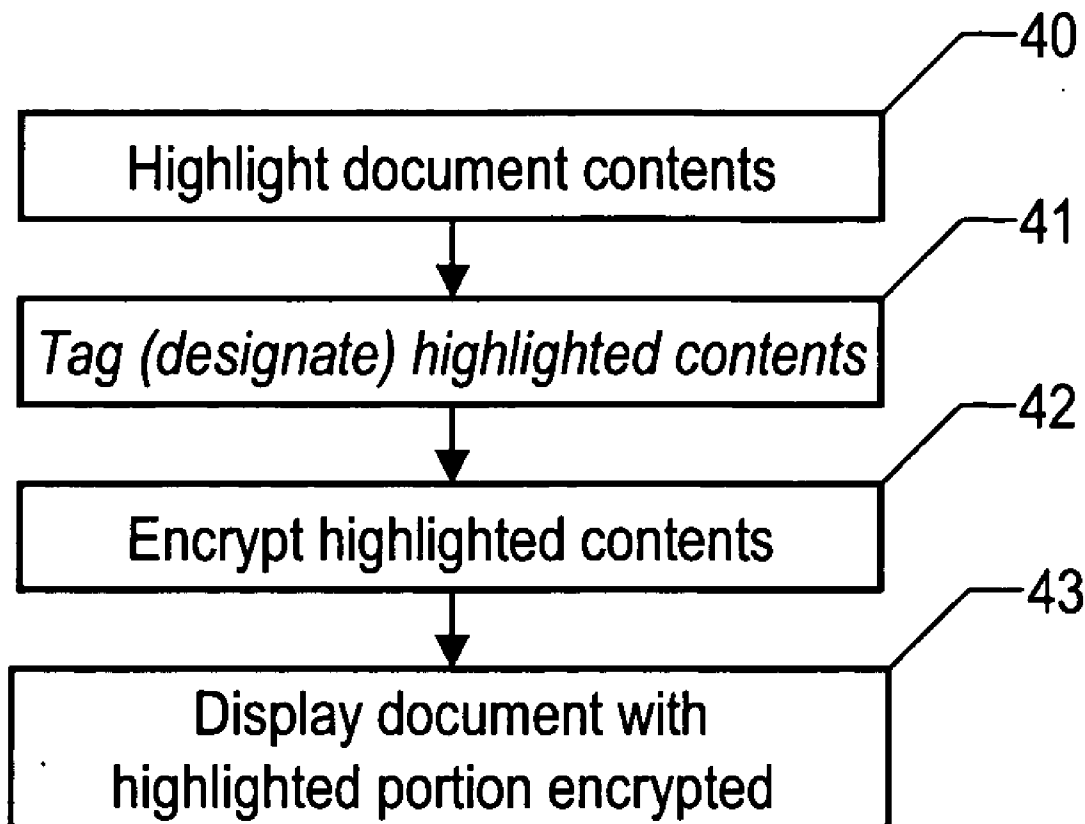 40
Highlight document contents
41
Tag (designate) highlighted contents
42
Encrypt highlighted contents
43
Display document with
highlighted portion encrypted